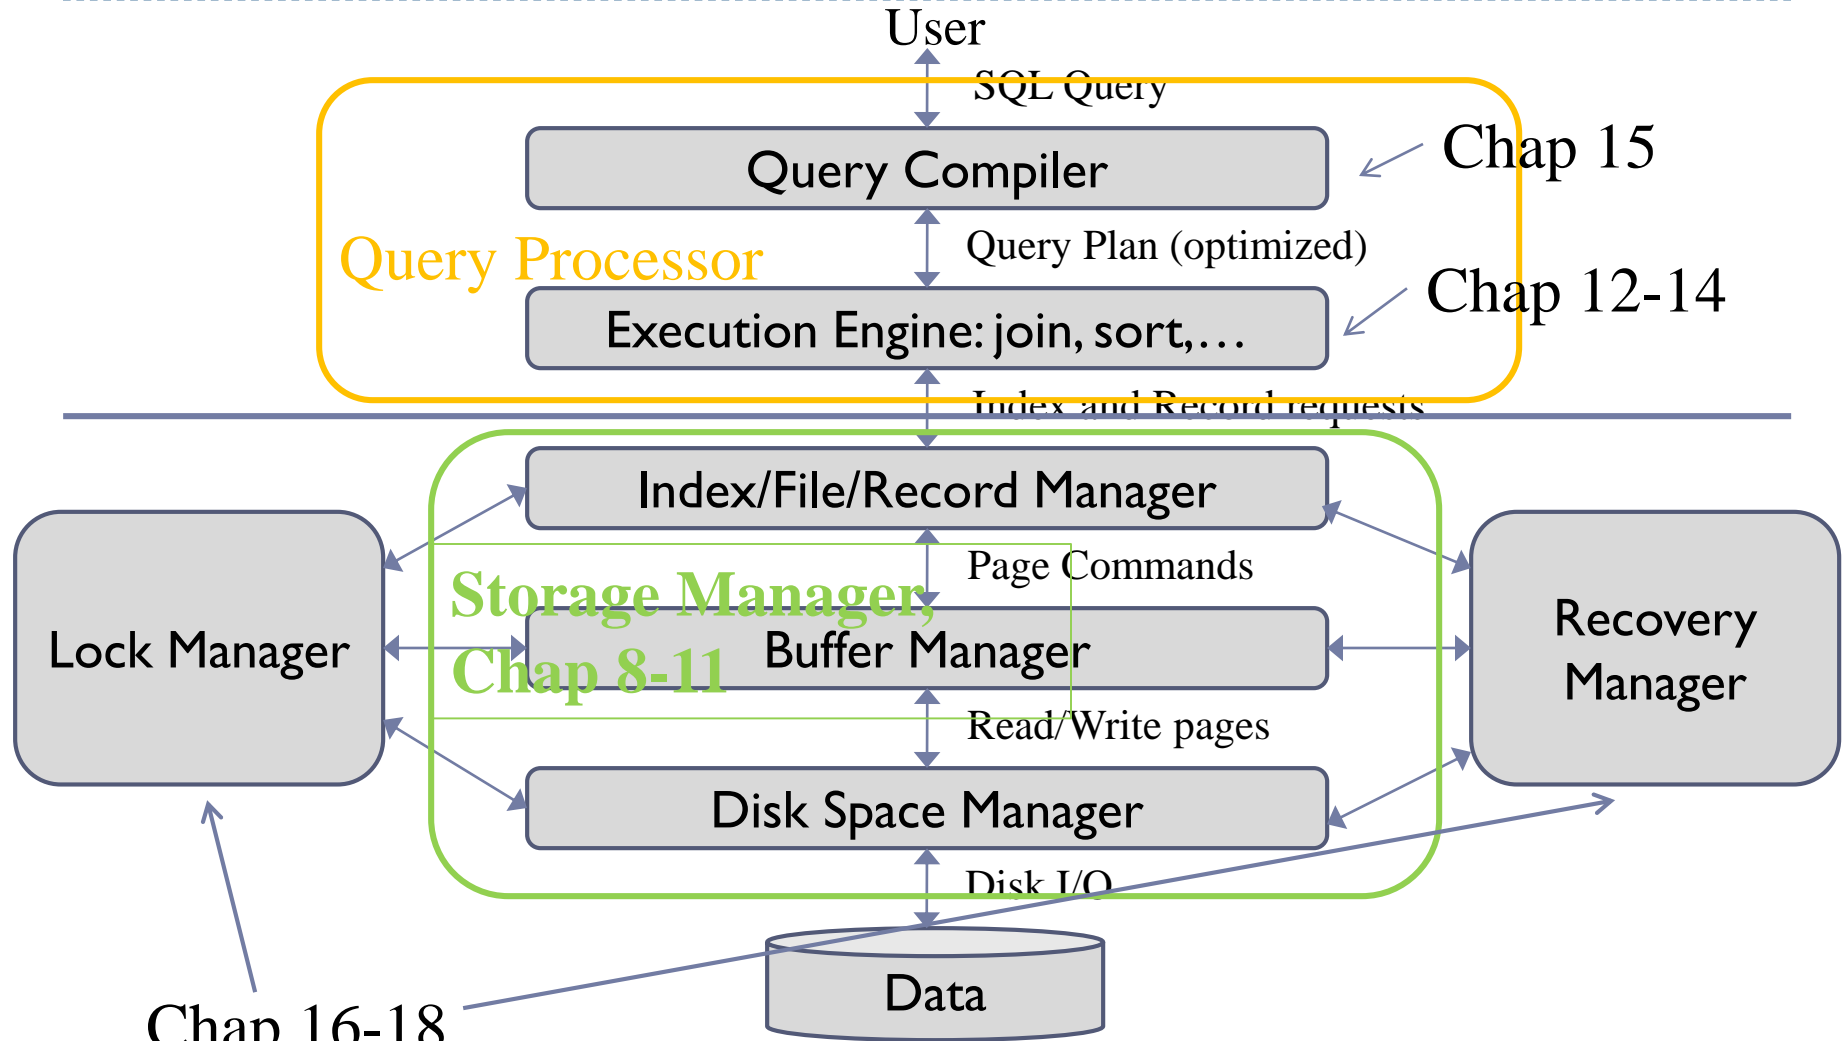 User
SQL Query
Query Compiler
Chap 15
Query Processor
Query Plan (optimized)
Chap 12-14
Execution Engine: join, sort,…
Index and Record requests
Index/File/Record Manager
Page Commands
Storage Manager,
Chap 8-11
Lock Manager
Buffer Manager
Recovery
Manager
Read/Write pages
Disk Space Manager
Disk I/O
Data
Chap 16-18